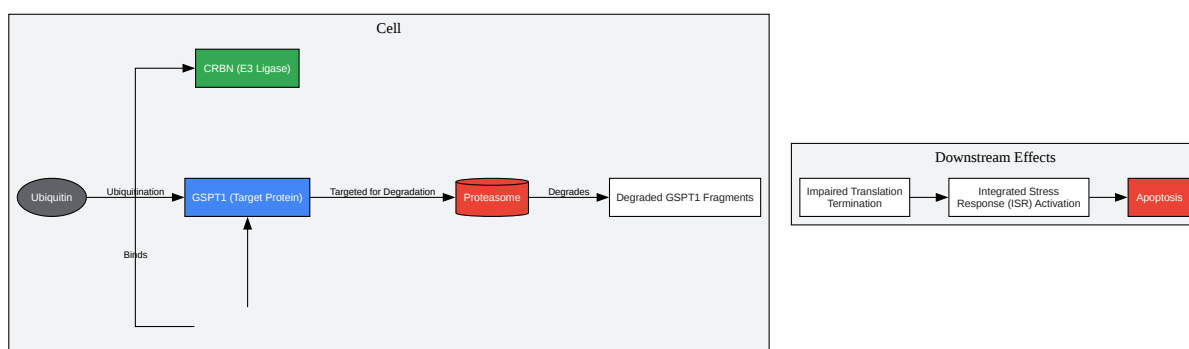 Cell
CRBN (E3 Ligase)
Ubiquitin
Ubiquitination
GSPT1 (Target Protein)
Targeted for Degradation
Proteasome
Degrades
Degraded GSPT1 Fragments
Binds
Downstream Effects
Impaired Translation
Termination
Integrated Stress
Response (ISR) Activation
Apoptosis